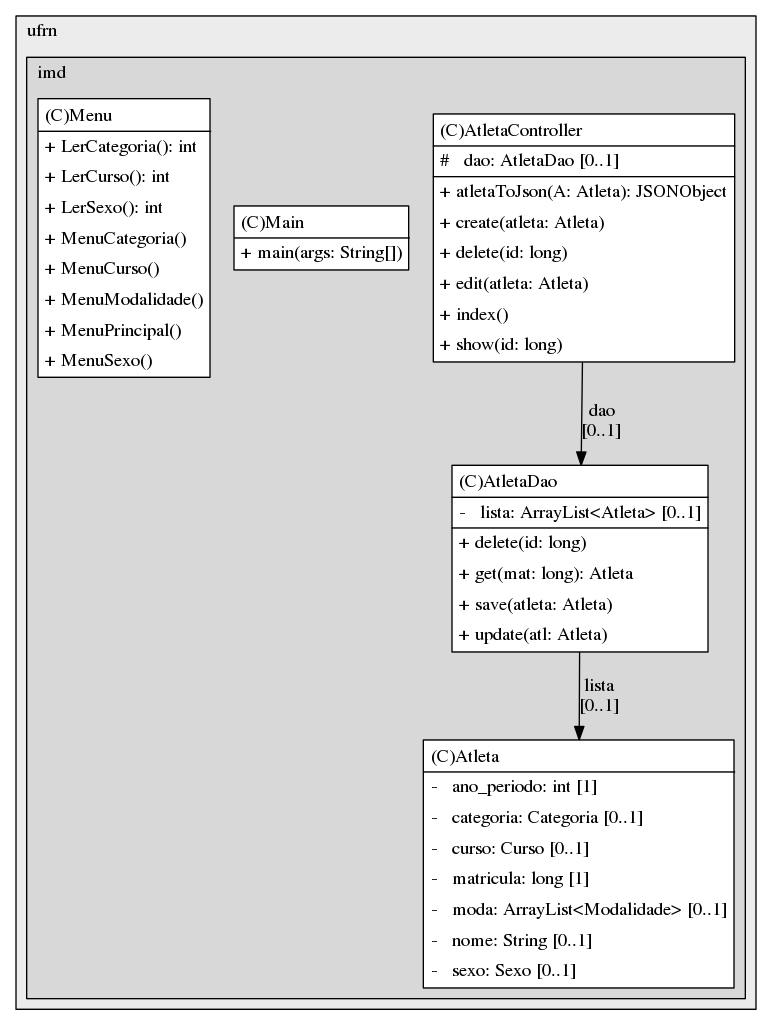 ufrn
imd
(C)Menu
+ LerCategoria(): int
+ LerCurso(): int
+ LerSexo(): int
+ MenuCategoria()
+ MenuCurso()
+ MenuModalidade()
+ MenuPrincipal()
+ MenuSexo()
(C)Main
+ main(args: String[])
(C)AtletaController
# dao: AtletaDao [0..1]
+ atletaToJson(A: Atleta): JSONObject
+ create(atleta: Atleta)
+ delete(id: long)
+ edit(atleta: Atleta)
+ index()
+ show(id: long)
dao
[0..1]
(C)AtletaDao
- lista: ArrayList<Atleta> [0..1]
+ delete(id: long)
+ get(mat: long): Atleta
+ save(atleta: Atleta)
+ update(atl: Atleta)
lista
[0..1]
(C)Atleta
- ano_periodo: int [1]
- categoria: Categoria [0..1]
- curso: Curso [0..1]
- matricula: long [1]
- moda: ArrayList<Modalidade> [0..1]
- nome: String [0..1]
- sexo: Sexo [0..1]